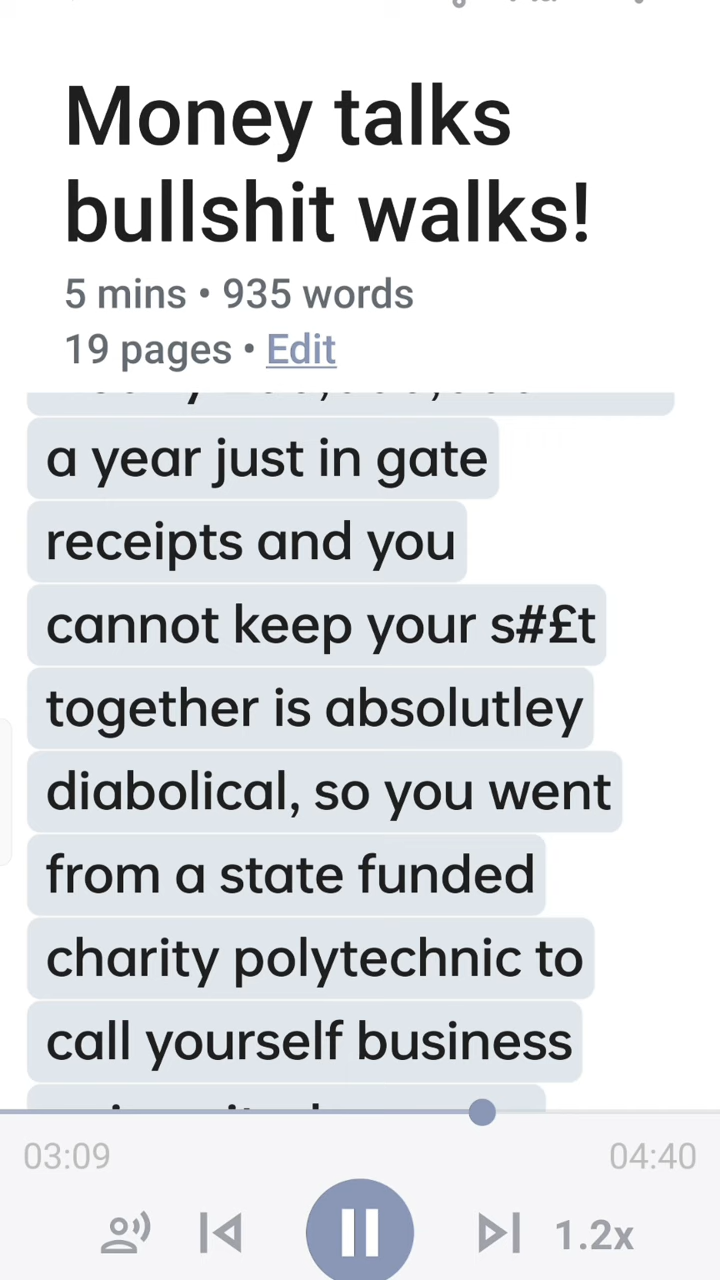 Money talks
bullshit walks!
5 mins • 935 words
19 pages • Edit
a year just in gate
receipts and you
cannot keep your s#£t
together is absolutley
diabolical, so you went
from a state funded
charity polytechnic to
call yourself business
03:09
04:40
1.2x